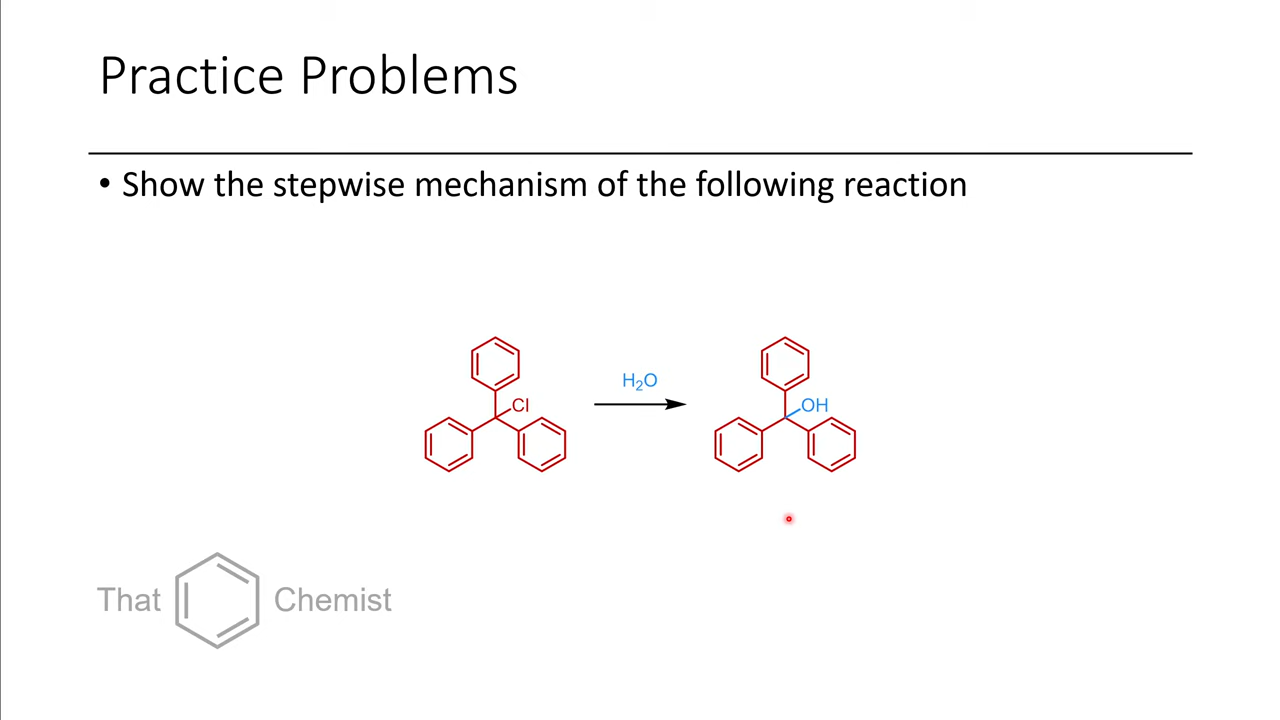 Practice Problems
• Show the stepwise mechanism of the following reaction
H₂O
Cl
OH
That Chemist